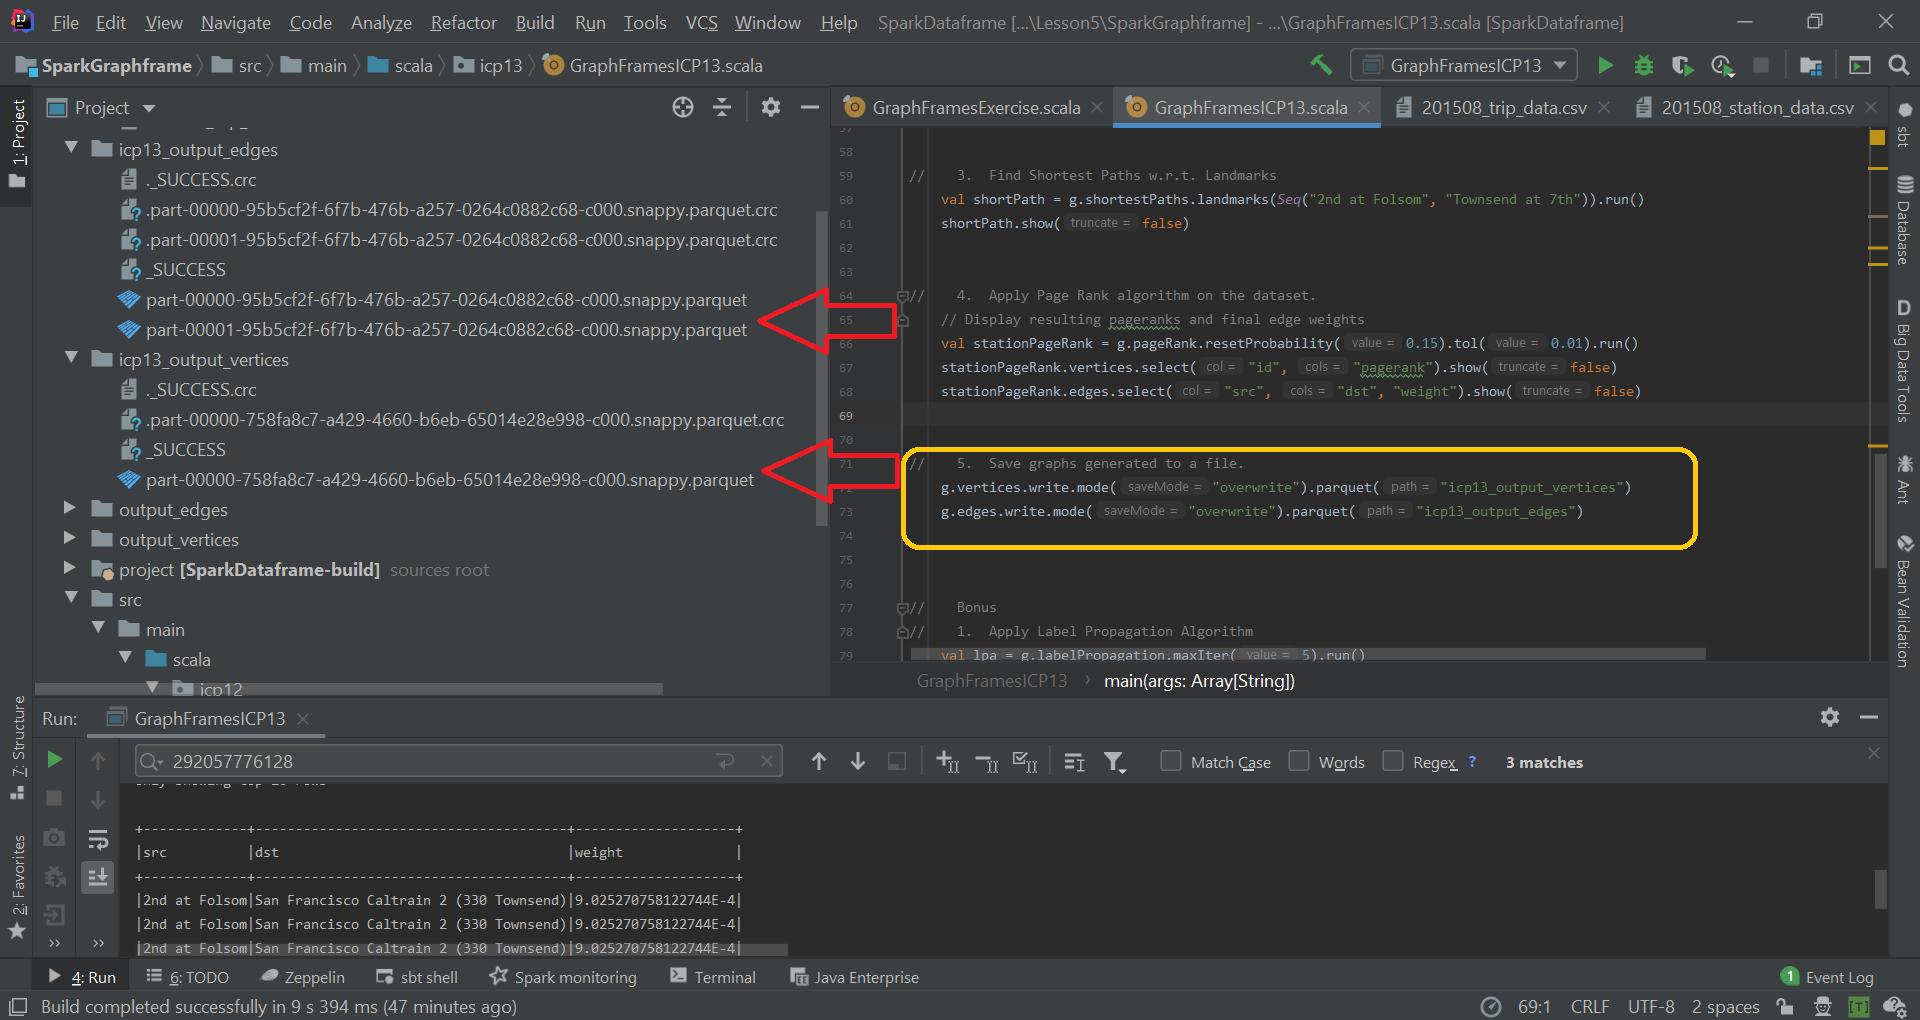 File Edit View Navigate Code Analyze Refactor Build Run Tools VCS Window Help SparkDataframe [...\Lesson5\SparkGraphframe] - ...\GraphFramesICP13.scala [SparkDataframe]
SparkGraphframe src main scala icp13 GraphFramesICP13.scala GraphFramesICP13
1: Project
Project
GraphFramesExercise.scala GraphFramesICP13.scala 201508_trip_data.csv 201508_station_data.csv
icp13_output_edges
._SUCCESS.crc
.part-00000-95b5cf2f-6f7b-476b-a257-0264c0882c68-c000.snappy.parquet.crc
.part-00001-95b5cf2f-6f7b-476b-a257-0264c0882c68-c000.snappy.parquet.crc
_SUCCESS
part-00000-95b5cf2f-6f7b-476b-a257-0264c0882c68-c000.snappy.parquet
part-00001-95b5cf2f-6f7b-476b-a257-0264c0882c68-c000.snappy.parquet
icp13_output_vertices
._SUCCESS.crc
.part-00000-758fa8c7-a429-4660-b6eb-65014e28e998-c000.snappy.parquet.crc
_SUCCESS
part-00000-758fa8c7-a429-4660-b6eb-65014e28e998-c000.snappy.parquet
output_edges
output_vertices
project [SparkDataframe-build] sources root
src
main
scala
icp12
57
58
59 // 3. Find Shortest Paths w.r.t. Landmarks
60 val shortPath = g.shortestPaths.landmarks(Seq("2nd at Folsom", "Townsend at 7th")).run()
61 shortPath.show( truncate = false)
62
63
64 // 4. Apply Page Rank algorithm on the dataset.
65 // Display resulting pageranks and final edge weights
66 val stationPageRank = g.pageRank.resetProbability( value = 0.15).tol( value = 0.01).run()
67 stationPageRank.vertices.select( col = "id", cols = "pagerank").show( truncate = false)
68 stationPageRank.edges.select( col = "src", cols = "dst", "weight").show( truncate = false)
69
70
71 // 5. Save graphs generated to a file.
72 g.vertices.write.mode( saveMode = "overwrite").parquet( path = "icp13_output_vertices")
73 g.edges.write.mode( saveMode = "overwrite").parquet( path = "icp13_output_edges")
74
75
76
77 // Bonus
78 // 1. Apply Label Propagation Algorithm
79 val lpa = g.labelPropagation.maxIter( value = 5).run()
GraphFramesICP13 main(args: Array[String])
sbt
Database
Big Data Tools
Ant
Bean Validation
7: Structure
2: Favorites
Run: GraphFramesICP13
292057776128 Match Case Words Regex ? 3 matches
only showing top 20 rows
+-------------+---------------------------------------+--------------------+
|src |dst |weight |
+-------------+---------------------------------------+--------------------+
|2nd at Folsom|San Francisco Caltrain 2 (330 Townsend)|9.025270758122744E-4|
|2nd at Folsom|San Francisco Caltrain 2 (330 Townsend)|9.025270758122744E-4|
|2nd at Folsom|San Francisco Caltrain 2 (330 Townsend)|9.025270758122744E-4|
4: Run 6: TODO Zeppelin sbt shell Spark monitoring Terminal Java Enterprise 1 Event Log
Build completed successfully in 9 s 394 ms (47 minutes ago) 69:1 CRLF UTF-8 2 spaces [T]